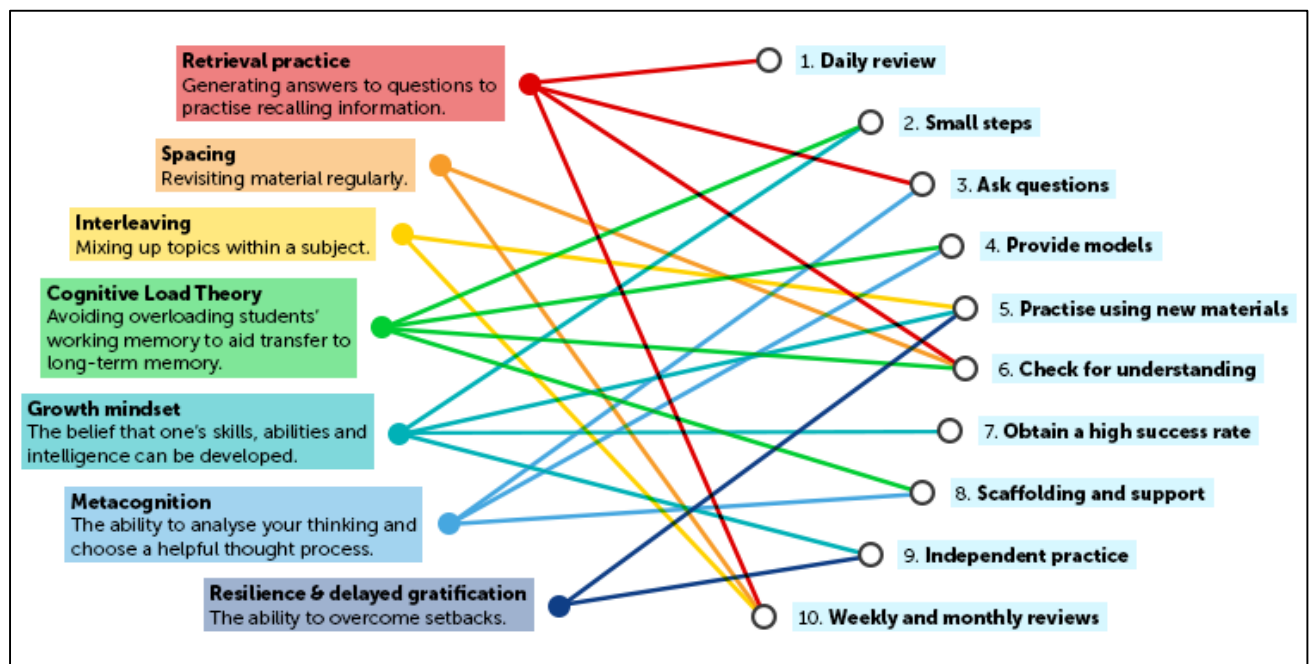 Retrieval practice
Generating answers to questions to
practise recalling information.
Spacing
Revisiting material regularly.
Interleaving
Mixing up topics within a subject.
Cognitive Load Theory
Avoiding overloading students’
working memory to aid transfer to
long-term memory.
Growth mindset
The belief that one’s skills, abilities and
intelligence can be developed.
Metacognition
The ability to analyse your thinking and
choose a helpful thought process.
Resilience & delayed gratification
The ability to overcome setbacks.
1. Daily review
2. Small steps
3. Ask questions
4. Provide models
5. Practise using new materials
6. Check for understanding
7. Obtain a high success rate
8. Scaffolding and support
9. Independent practice
10. Weekly and monthly reviews